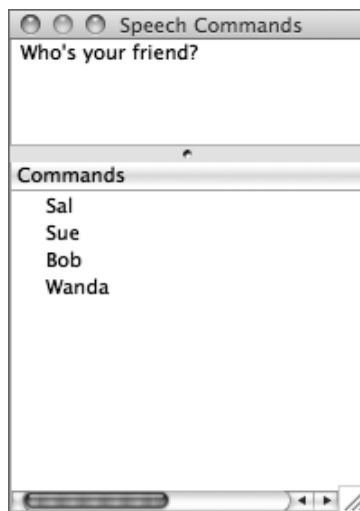 Speech Commands
Who's your friend?
Commands
Sal
Sue
Bob
Wanda